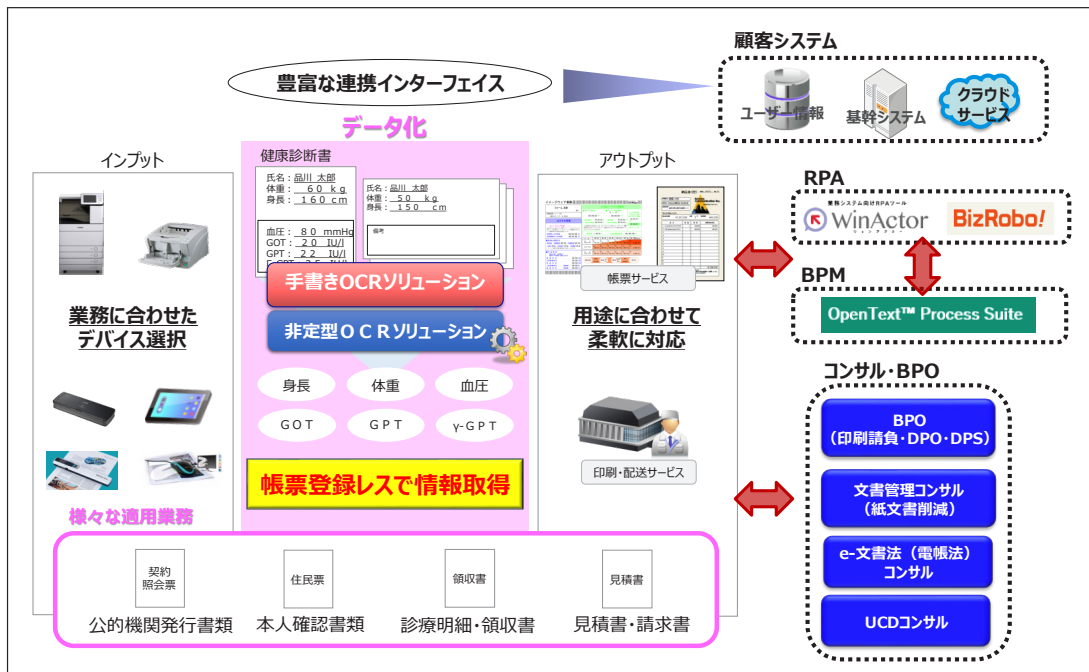 顧客システム
豊富な連携インターフェイス
ユーザー情報
基幹システム
クラウド
サービス
データ化
インプット
健康診断書
アウトプット
氏名：品川 太郎
体重： 60 kg
身長：160 cm
血圧： 80 mmHg
GOT： 20 IU/l
GPT： 22 IU/l
氏名：品川 太郎
体重： 50 kg
身長： 150 cm
備考
手書きOCRソリューション
非定型ＯＣＲソリューション
業務に合わせた
デバイス選択
帳票サービス
用途に合わせて
柔軟に対応
RPA
業務システム向けRPAツール
WinActor
BizRobo!
BPM
OpenText™ Process Suite
身長
体重
血圧
GOT
GPT
γ-GPT
帳票登録レスで情報取得
印刷・配送サービス
コンサル・BPO
BPO
（印刷請負・DPO・DPS）
文書管理コンサル
（紙文書削減）
e-文書法（電帳法）
コンサル
UCDコンサル
様々な適用業務
契約
照会票
住民票
領収書
見積書
公的機関発行書類
本人確認書類
診療明細・領収書
見積書・請求書